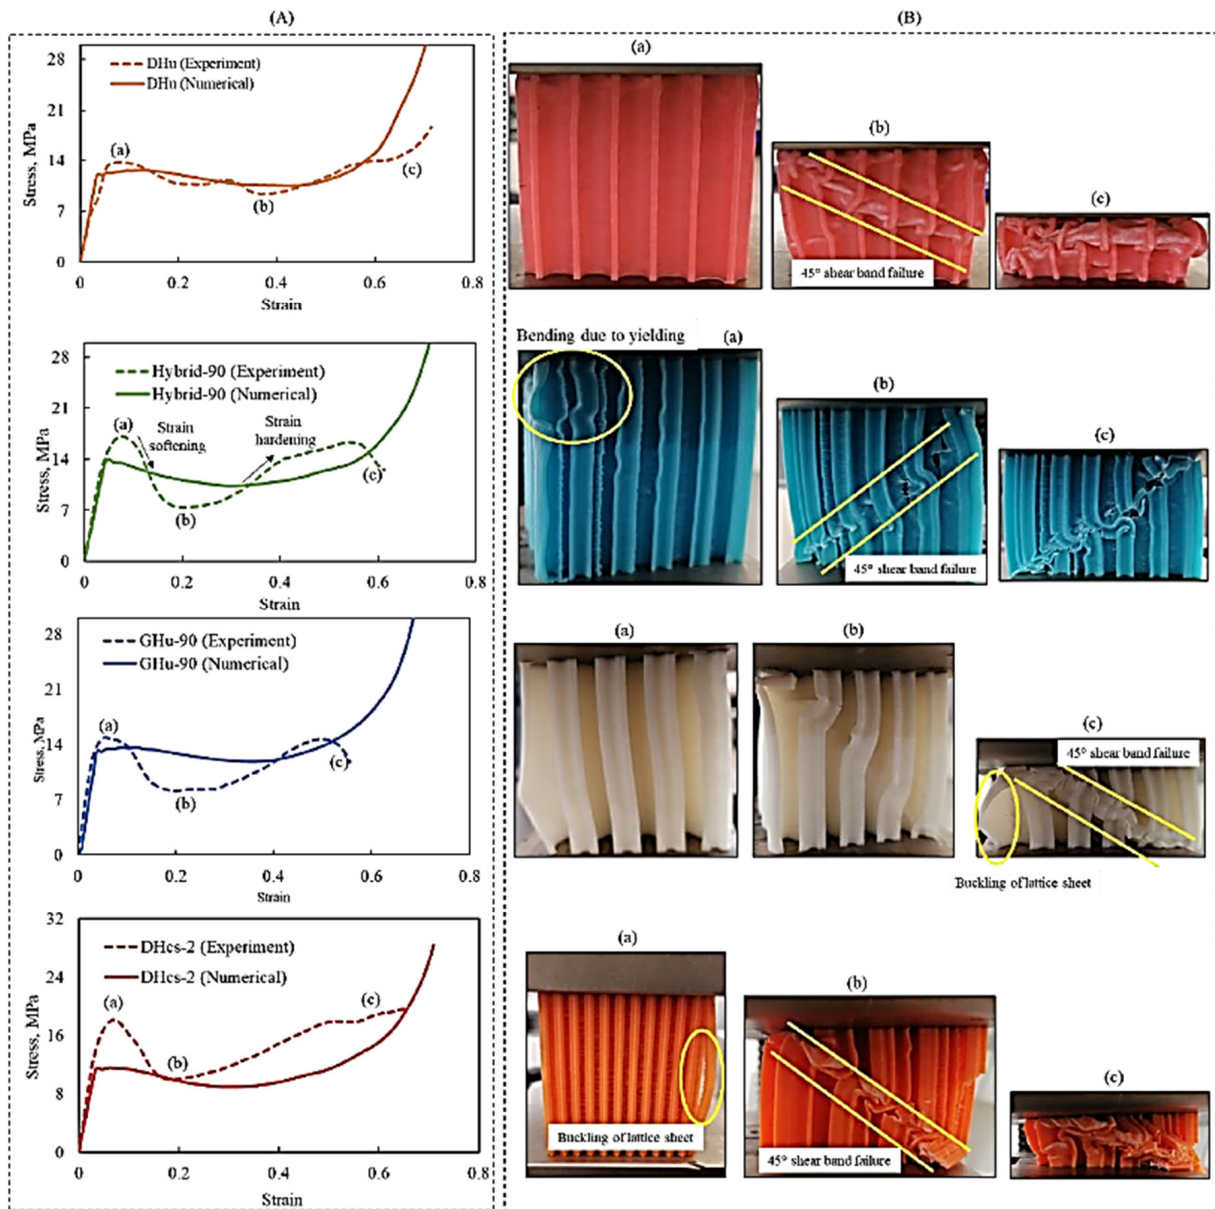 (A)
28
21
14
7
0
Stress, MPa
DHu (Experiment)
DHu (Numerical)
(a)
(b)
(c)
0
0.2
0.4
0.6
0.8
Strain
28
21
14
7
0
Stress, MPa
Hybrid-90 (Experiment)
Hybrid-90 (Numerical)
(a)
Strain
softening
Strain
hardening
(b)
(c)
0
0.2
0.4
0.6
0.8
Strain
28
21
14
7
0
Stress, MPa
GHu-90 (Experiment)
GHu-90 (Numerical)
(a)
(b)
(c)
0
0.2
0.4
0.6
0.8
Strain
32
24
16
8
0
Stress, MPa
DHcs-2 (Experiment)
DHcs-2 (Numerical)
(a)
(b)
(c)
0
0.2
0.4
0.6
0.8
Strain
(B)
(a)
(b)
45° shear band failure
(c)
Bending due to yielding
(a)
(b)
45° shear band failure
(c)
(a)
(b)
(c)
45° shear band failure
Buckling of lattice sheet
(a)
Buckling of lattice sheet
(b)
45° shear band failure
(c)